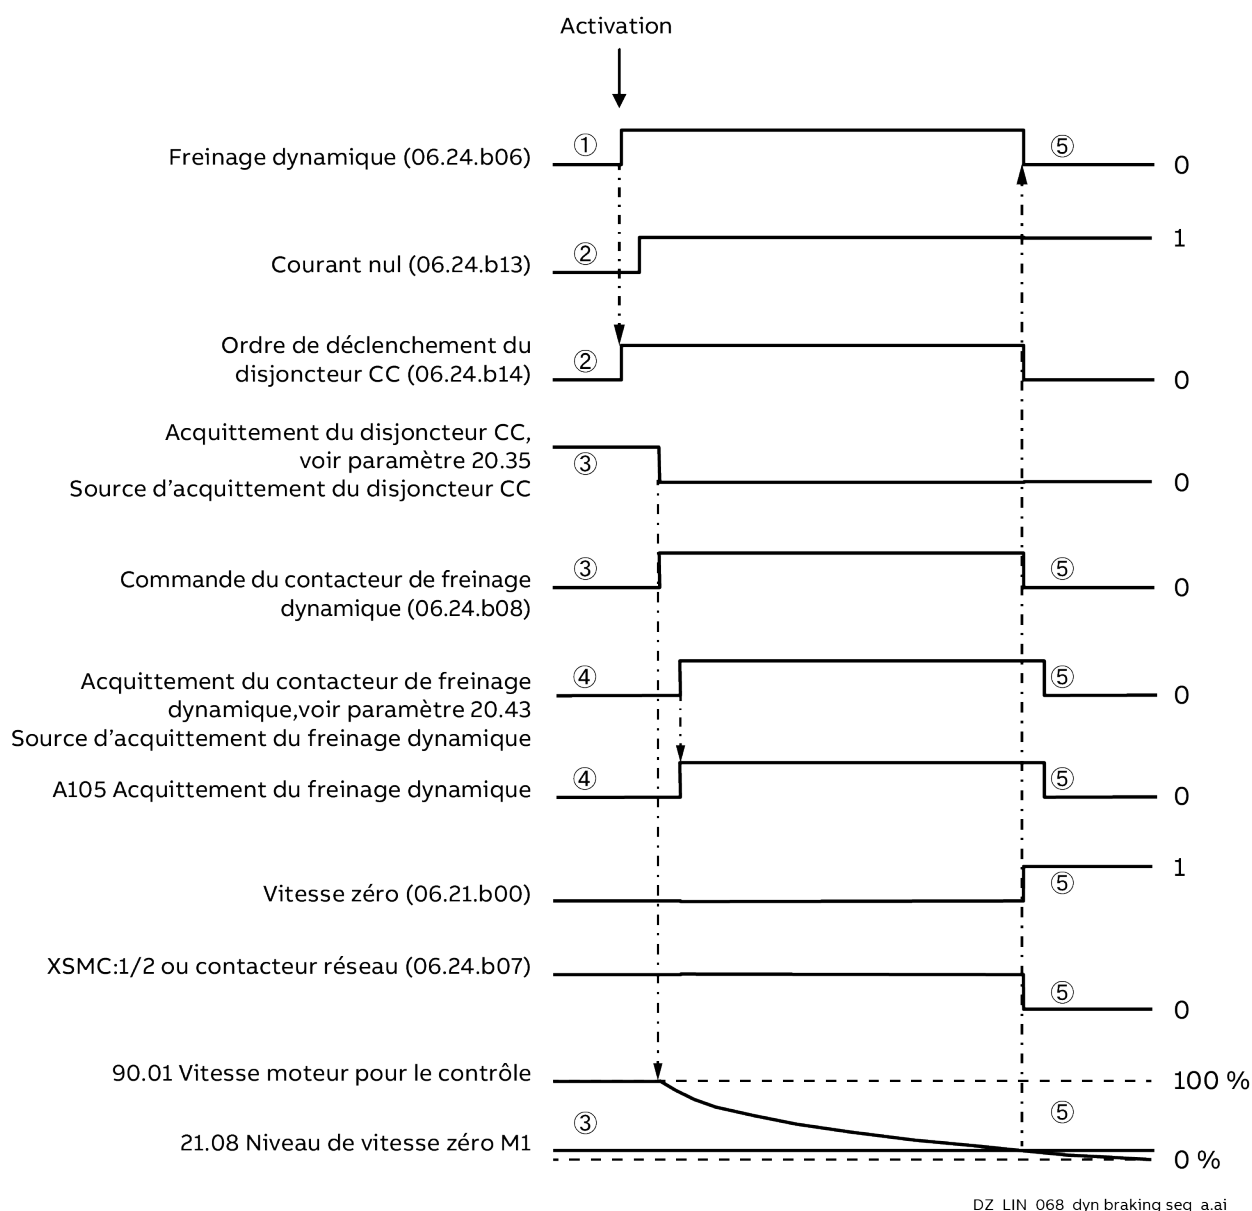 Activation
Freinage dynamique (06.24.b06)
①
⑤
0
Courant nul (06.24.b13)
②
1
Ordre de déclenchement du
disjoncteur CC (06.24.b14)
②
0
Acquittement du disjoncteur CC,
voir paramètre 20.35
Source d’acquittement du disjoncteur CC
③
0
Commande du contacteur de freinage
dynamique (06.24.b08)
③
⑤
0
Acquittement du contacteur de freinage
dynamique,voir paramètre 20.43
Source d’acquittement du freinage dynamique
④
⑤
0
A105 Acquittement du freinage dynamique
④
⑤
0
Vitesse zéro (06.21.b00)
⑤
1
XSMC:1/2 ou contacteur réseau (06.24.b07)
⑤
0
90.01 Vitesse moteur pour le contrôle
100 %
③
⑤
21.08 Niveau de vitesse zéro M1
0 %
DZ_LIN_068_dyn braking seq_a.ai